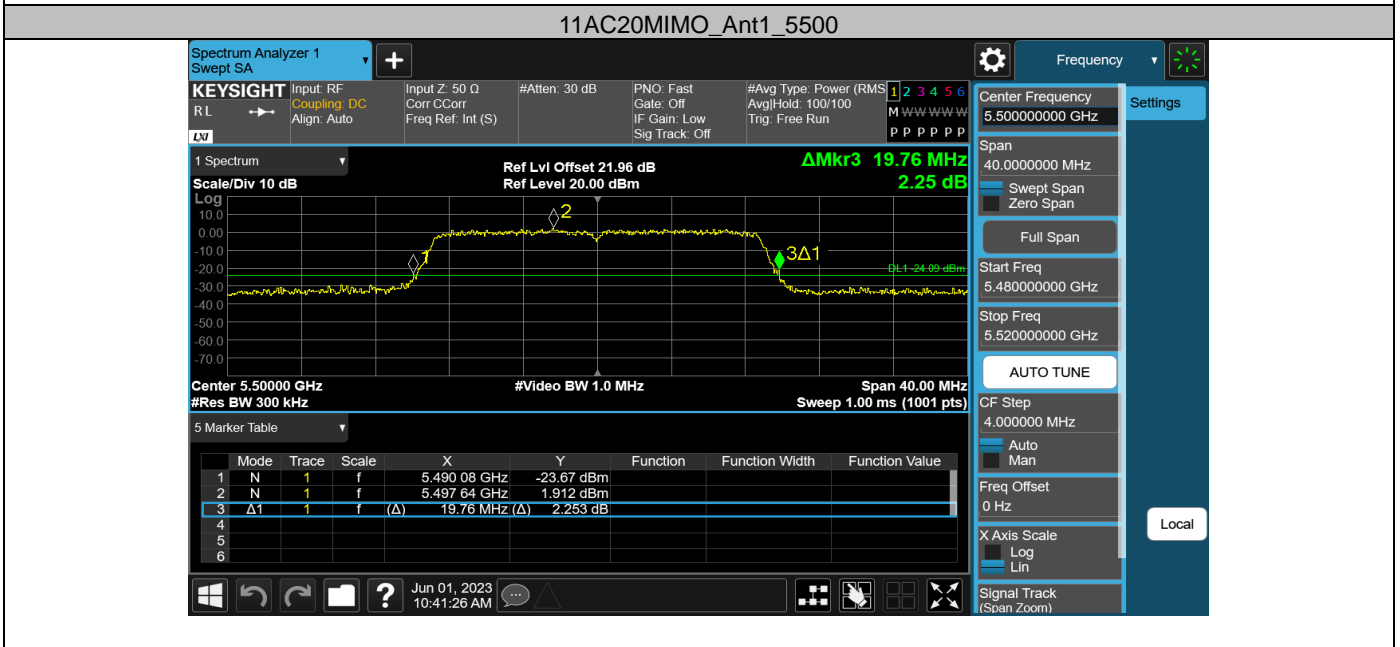 11AC20MIMO_Ant1_5500
Spectrum Analyzer 1
Swept SA
Frequency
KEYSIGHT
RL
LXI
Input: RF
Coupling: DC
Align: Auto
Input Z: 50 Ω
Corr CCorr
Freq Ref: Int (S)
#Atten: 30 dB
PNO: Fast
Gate: Off
IF Gain: Low
Sig Track: Off
#Avg Type: Power (RMS
Avg|Hold: 100/100
Trig: Free Run
1 2 3 4 5 6
M W W W W W
P P P P P P
1 Spectrum
Scale/Div 10 dB
Ref Lvl Offset 21.96 dB
Ref Level 20.00 dBm
ΔMkr3 19.76 MHz
2.25 dB
Log
10.0
0.00
-10.0
-20.0
-30.0
-40.0
-50.0
-60.0
-70.0
1
2
3Δ1
DL1 -24.09 dBm
Center 5.50000 GHz
#Res BW 300 kHz
#Video BW 1.0 MHz
Span 40.00 MHz
Sweep 1.00 ms (1001 pts)
5 Marker Table
Mode Trace Scale X Y Function Function Width Function Value
1 N 1 f 5.490 08 GHz -23.67 dBm
2 N 1 f 5.497 64 GHz 1.912 dBm
3 Δ1 1 f (Δ) 19.76 MHz (Δ) 2.253 dB
4
5
6
Jun 01, 2023
10:41:26 AM
Center Frequency
5.500000000 GHz
Settings
Span
40.0000000 MHz
Swept Span
Zero Span
Full Span
Start Freq
5.480000000 GHz
Stop Freq
5.520000000 GHz
AUTO TUNE
CF Step
4.000000 MHz
Auto
Man
Freq Offset
0 Hz
X Axis Scale
Log
Lin
Local
Signal Track
(Span Zoom)